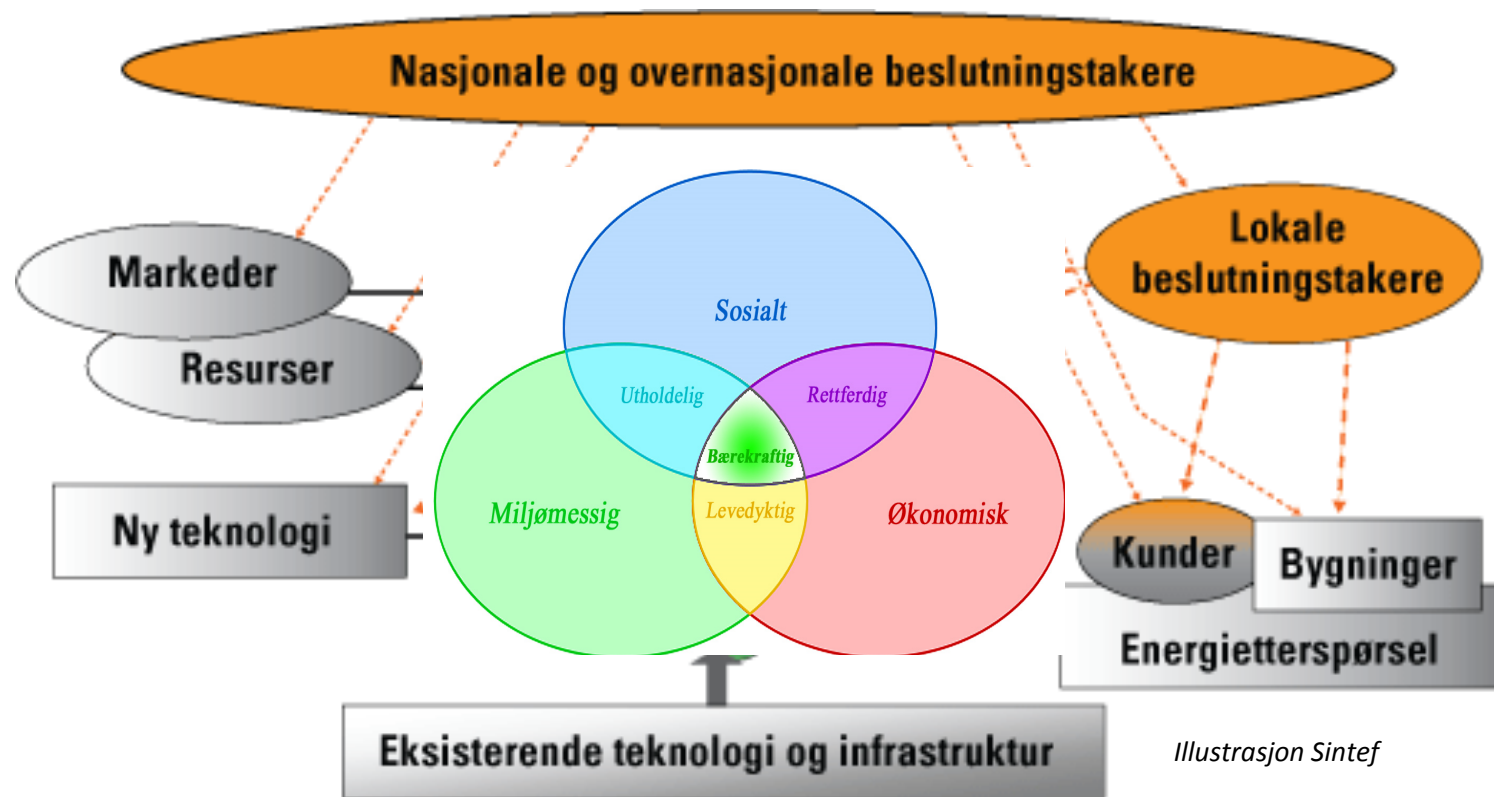 Nasjonale og overnasjonale beslutningstakere
Markeder
Resurser
Ny teknologi
Sosialt
Utholdelig
Rettferdig
Bærekraftig
Miljømessig
Levedyktig
Økonomisk
Lokale
beslutningstakere
Kunder
Bygninger
Energietterspørsel
Eksisterende teknologi og infrastruktur
Illustrasjon Sintef